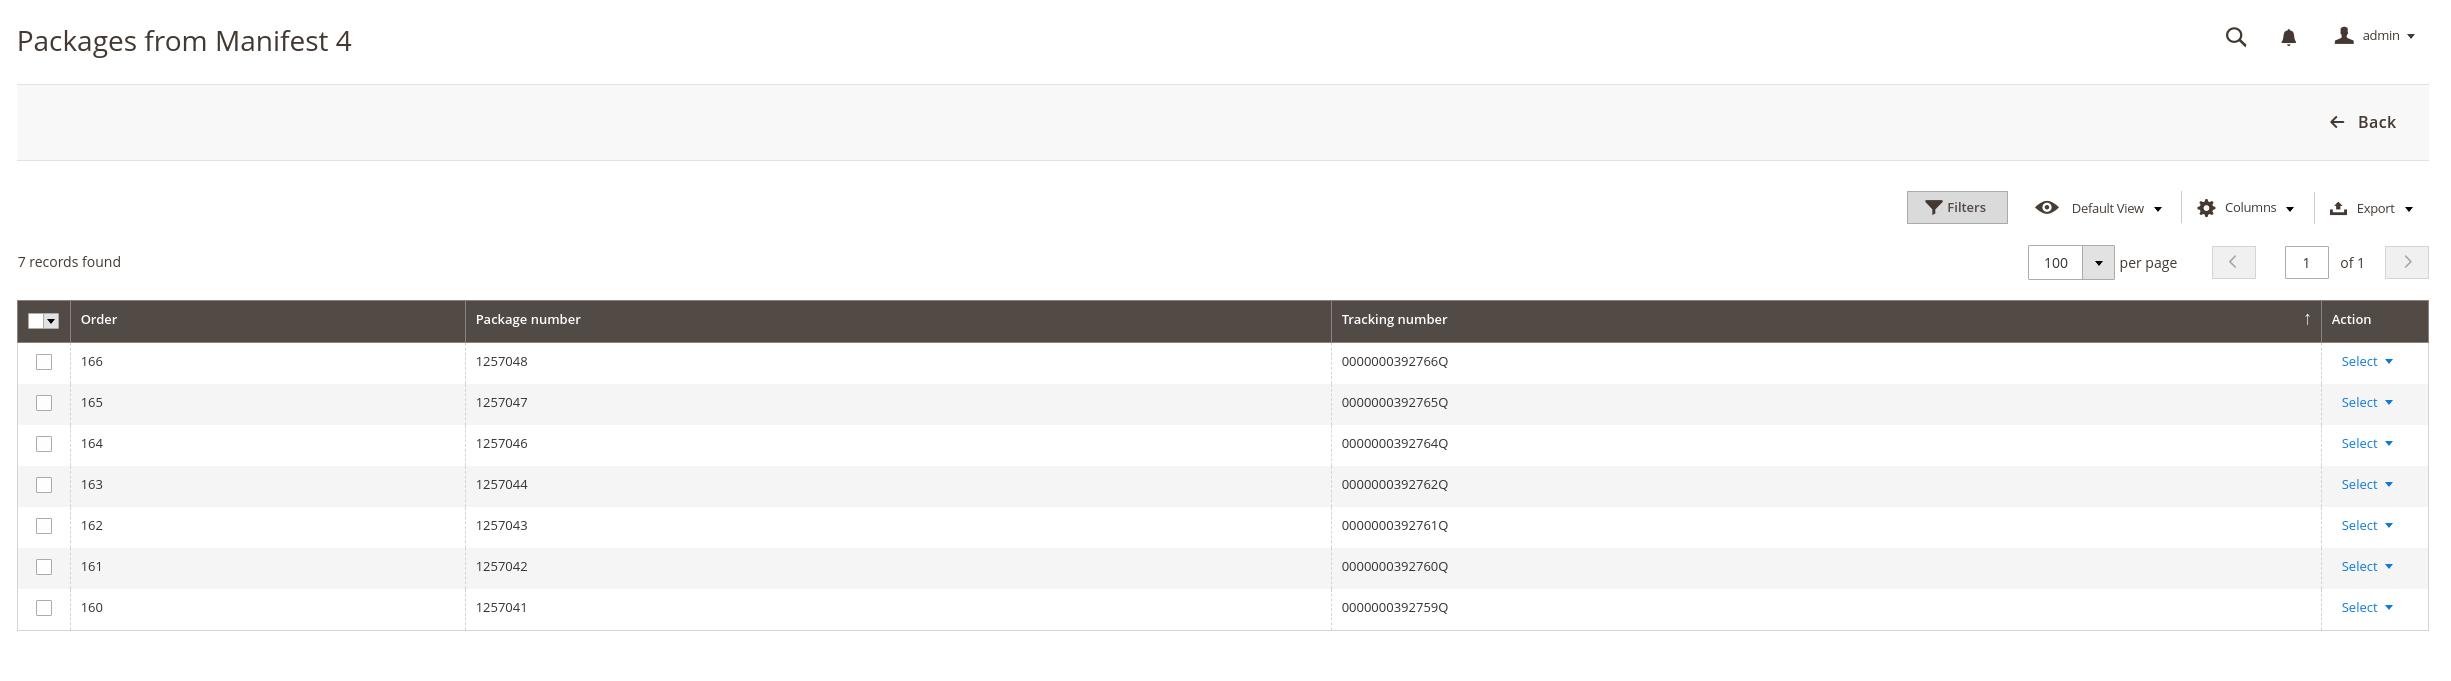 Packages from Manifest 4
admin
Back
Filters Default View Columns Export
7 records found 100 per page 1 of 1
Order Package number Tracking number ↑ Action
166 1257048 0000000392766Q Select
165 1257047 0000000392765Q Select
164 1257046 0000000392764Q Select
163 1257044 0000000392762Q Select
162 1257043 0000000392761Q Select
161 1257042 0000000392760Q Select
160 1257041 0000000392759Q Select